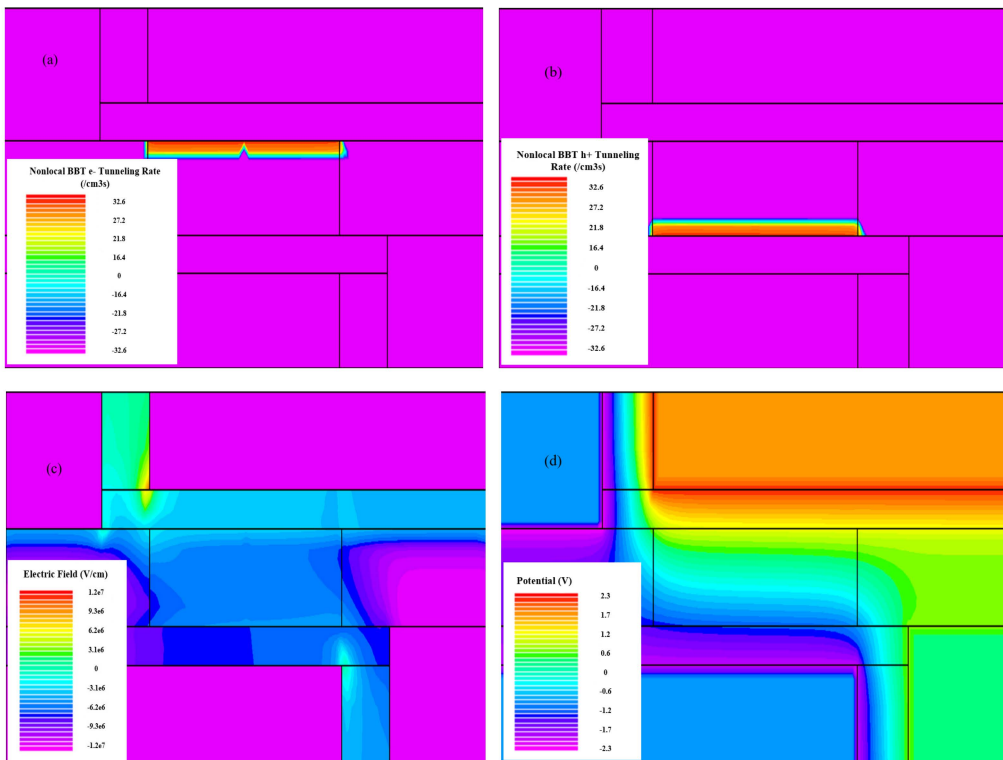 (a)
Nonlocal BBT e- Tunneling Rate
(/cm3s)
32.6
27.2
21.8
16.4
0
-16.4
-21.8
-27.2
-32.6
(b)
Nonlocal BBT h+ Tunneling
Rate (/cm3s)
32.6
27.2
21.8
16.4
0
-16.4
-21.8
-27.2
-32.6
(c)
Electric Field (V/cm)
1.2e7
9.3e6
6.2e6
3.1e6
0
-3.1e6
-6.2e6
-9.3e6
-1.2e7
(d)
Potential (V)
2.3
1.7
1.2
0.6
0
-0.6
-1.2
-1.7
-2.3